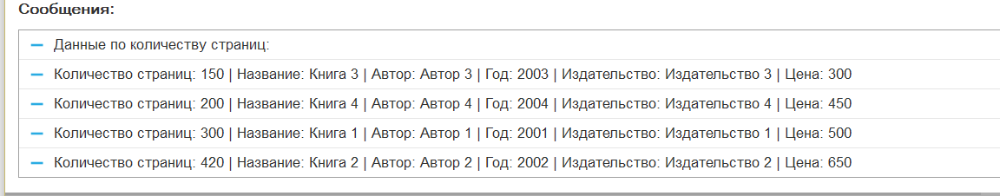 Сообщения:
Данные по количеству страниц:
Количество страниц: 150 | Название: Книга 3 | Автор: Автор 3 | Год: 2003 | Издательство: Издательство 3 | Цена: 300
Количество страниц: 200 | Название: Книга 4 | Автор: Автор 4 | Год: 2004 | Издательство: Издательство 4 | Цена: 450
Количество страниц: 300 | Название: Книга 1 | Автор: Автор 1 | Год: 2001 | Издательство: Издательство 1 | Цена: 500
Количество страниц: 420 | Название: Книга 2 | Автор: Автор 2 | Год: 2002 | Издательство: Издательство 2 | Цена: 650